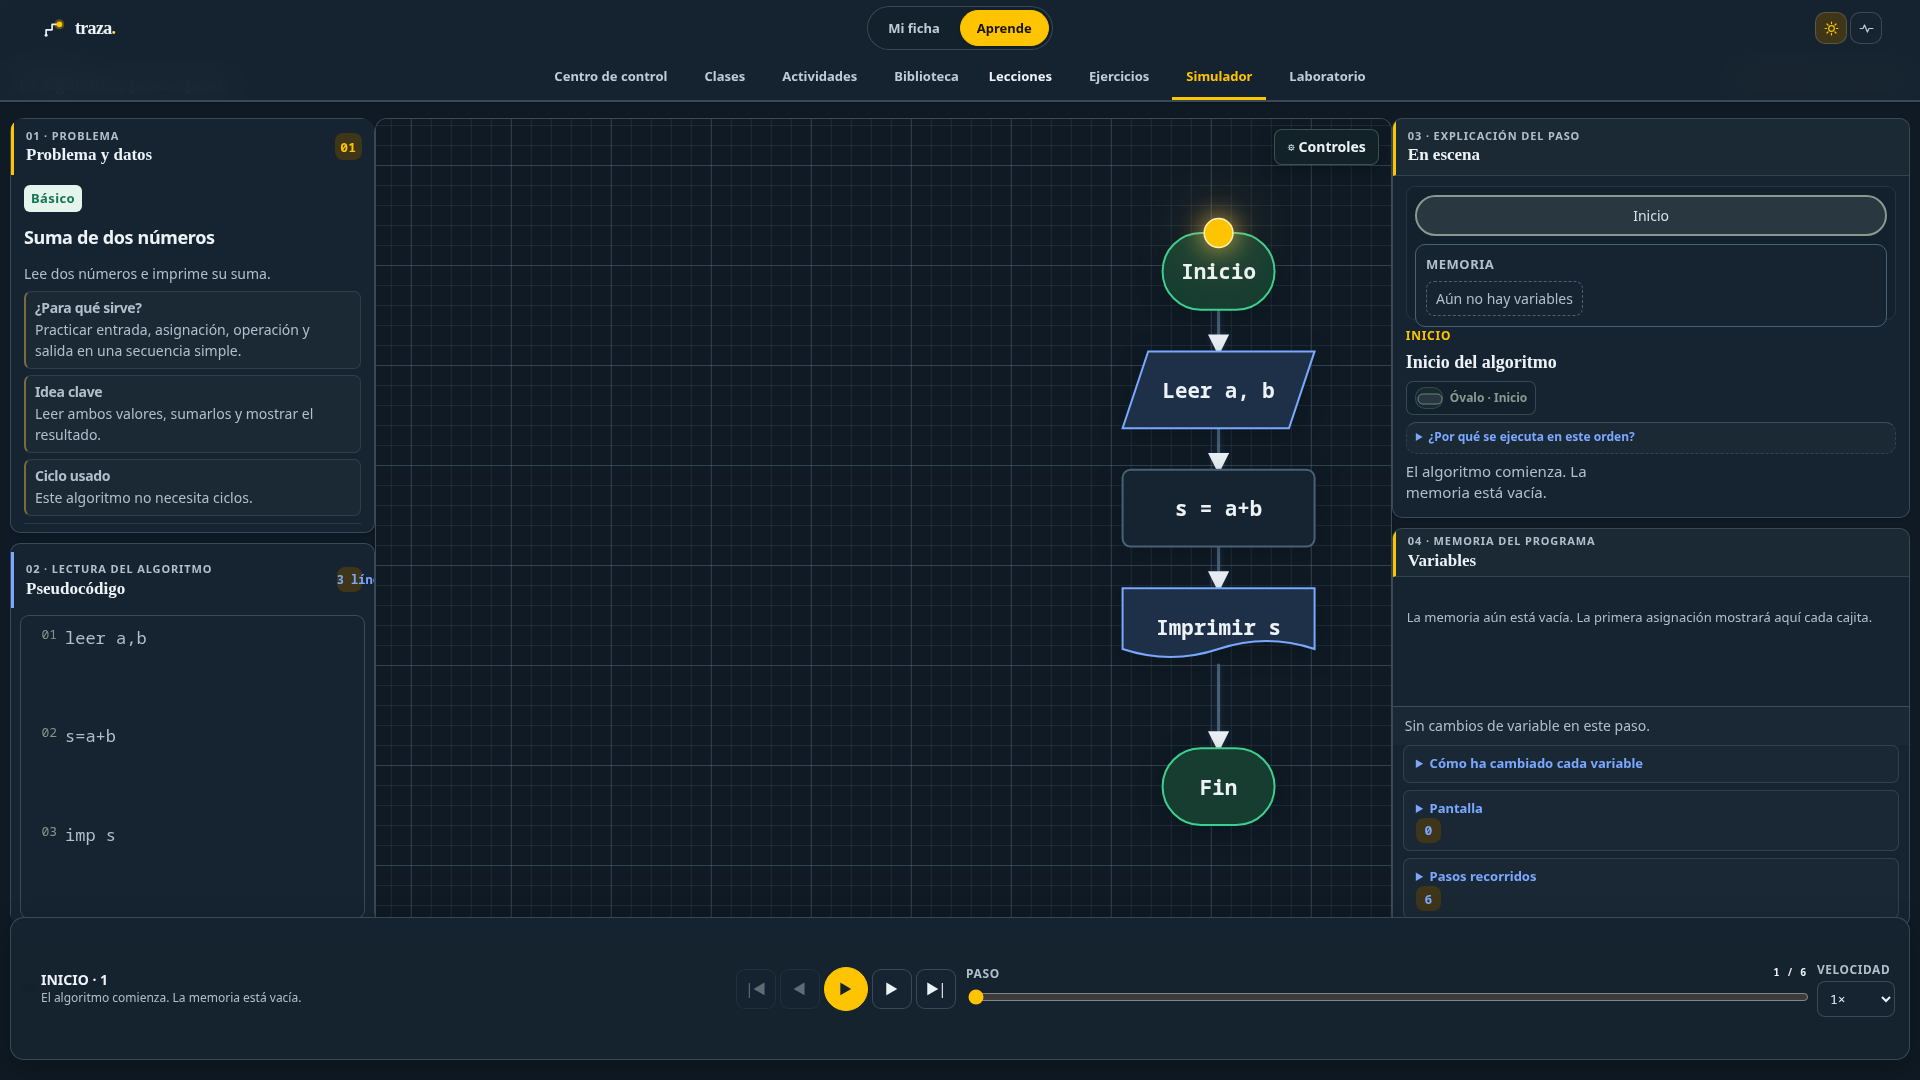 traza.
Mi ficha
Aprende
Centro de control
Clases
Actividades
Biblioteca
Lecciones
Ejercicios
Simulador
Laboratorio
01 · PROBLEMA
Problema y datos
01
Básico
Suma de dos números
Lee dos números e imprime su suma.
¿Para qué sirve?
Practicar entrada, asignación, operación y
salida en una secuencia simple.
Idea clave
Leer ambos valores, sumarlos y mostrar el
resultado.
Ciclo usado
Este algoritmo no necesita ciclos.
02 · LECTURA DEL ALGORITMO
Pseudocódigo
3 lín
01 leer a,b
02 s=a+b
03 imp s
Controles
Inicio
Leer a, b
s = a+b
Imprimir s
Fin
03 · EXPLICACIÓN DEL PASO
En escena
Inicio
MEMORIA
Aún no hay variables
INICIO
Inicio del algoritmo
Óvalo · Inicio
¿Por qué se ejecuta en este orden?
El algoritmo comienza. La
memoria está vacía.
04 · MEMORIA DEL PROGRAMA
Variables
La memoria aún está vacía. La primera asignación mostrará aquí cada cajita.
Sin cambios de variable en este paso.
Cómo ha cambiado cada variable
Pantalla
0
Pasos recorridos
6
INICIO · 1
El algoritmo comienza. La memoria está vacía.
PASO
1 / 6
VELOCIDAD
1×